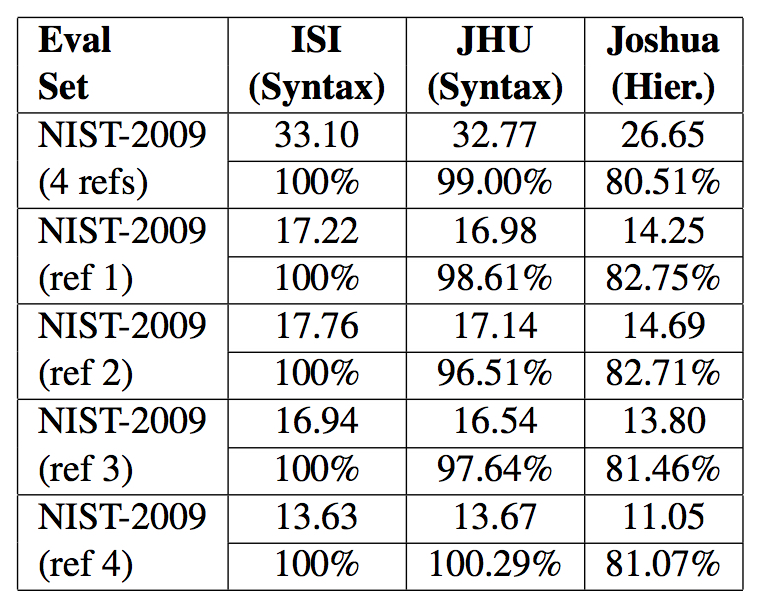 Eval ISI JHU Joshua
Set (Syntax) (Syntax) (Hier.)
NIST-2009 33.10 32.77 26.65
(4 refs) 100% 99.00% 80.51%
NIST-2009 17.22 16.98 14.25
(ref 1) 100% 98.61% 82.75%
NIST-2009 17.76 17.14 14.69
(ref 2) 100% 96.51% 82.71%
NIST-2009 16.94 16.54 13.80
(ref 3) 100% 97.64% 81.46%
NIST-2009 13.63 13.67 11.05
(ref 4) 100% 100.29% 81.07%